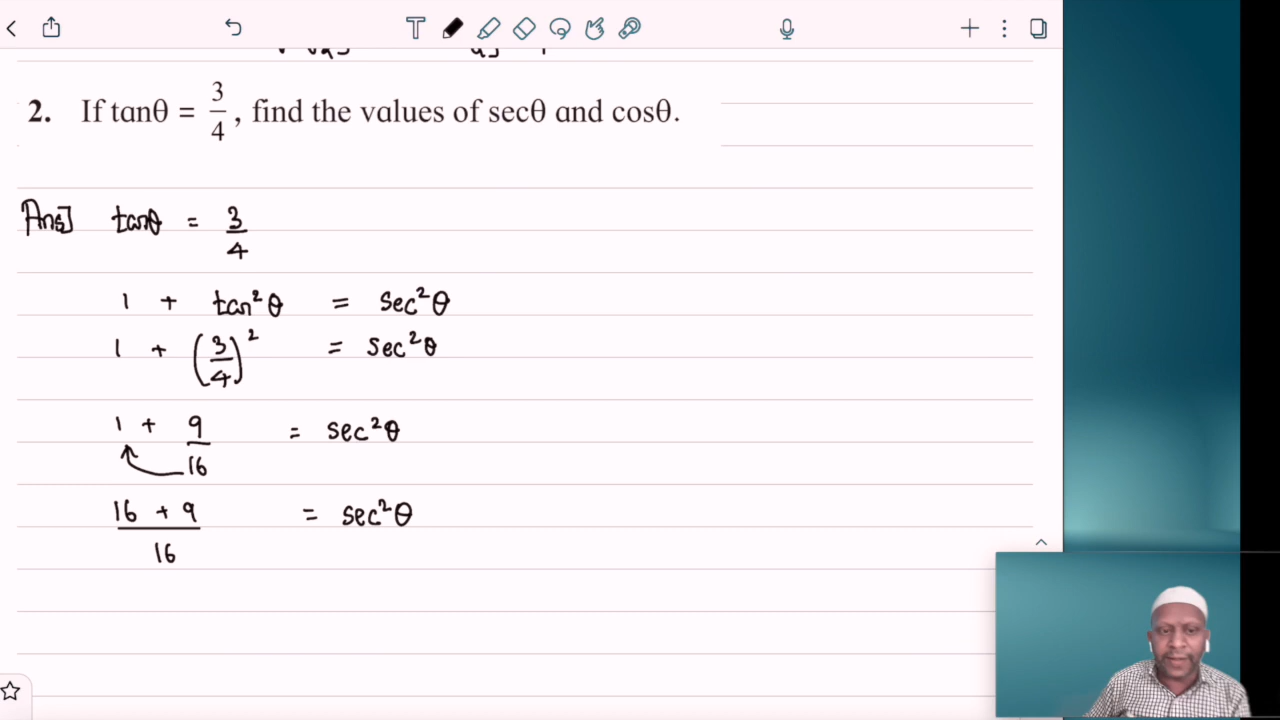 2. If tanθ = 3/4, find the values of secθ and cosθ.
Ans] tanθ = 3/4
1 + tan²θ = sec²θ
1 + (3/4)² = sec²θ
1 + 9/16 = sec²θ
(16 + 9)/16 = sec²θ